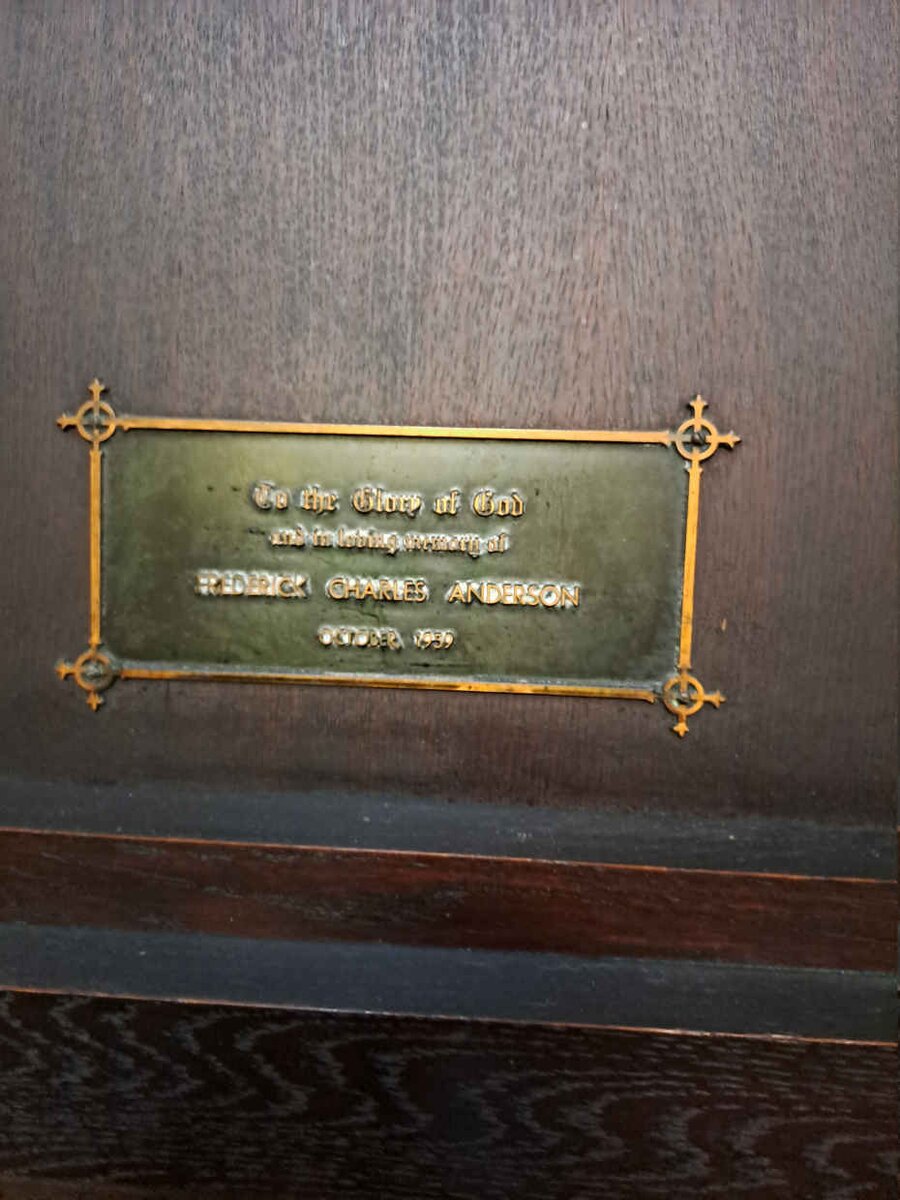 To the Glory of God
and in loving memory of
FREDERICK CHARLES ANDERSON
OCTOBER, 1939